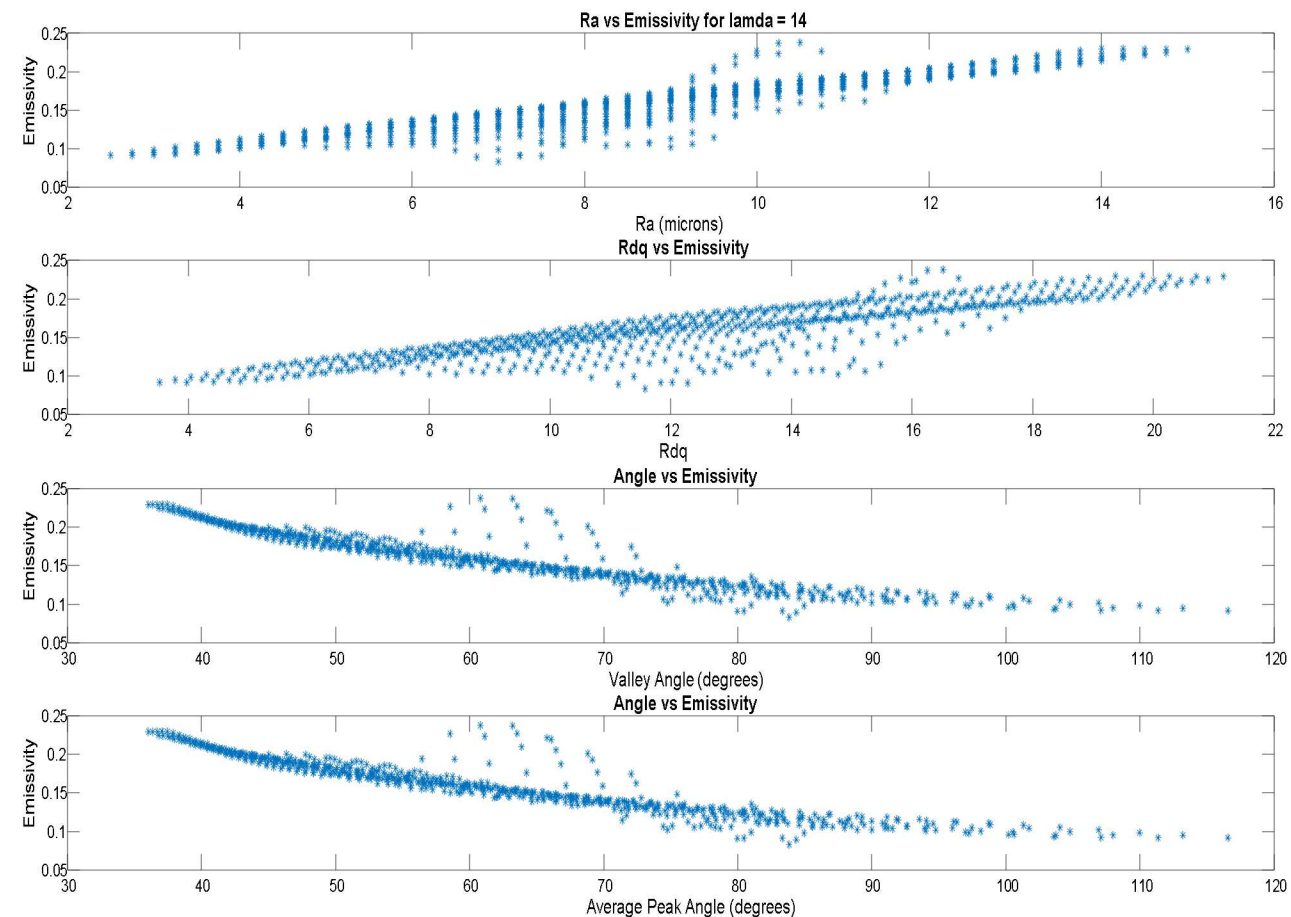 Ra vs Emissivity for lamda = 14
0.25
0.2
0.15
0.1
0.05
Emissivity
2 4 6 8 10 12 14 16
Ra (microns)
Rdq vs Emissivity
0.25
0.2
0.15
0.1
0.05
Emissivity
2 4 6 8 10 12 14 16 18 20 22
Rdq
Angle vs Emissivity
0.25
0.2
0.15
0.1
0.05
Emissivity
30 40 50 60 70 80 90 100 110 120
Valley Angle (degrees)
Angle vs Emissivity
0.25
0.2
0.15
0.1
0.05
Emissivity
30 40 50 60 70 80 90 100 110 120
Average Peak Angle (degrees)